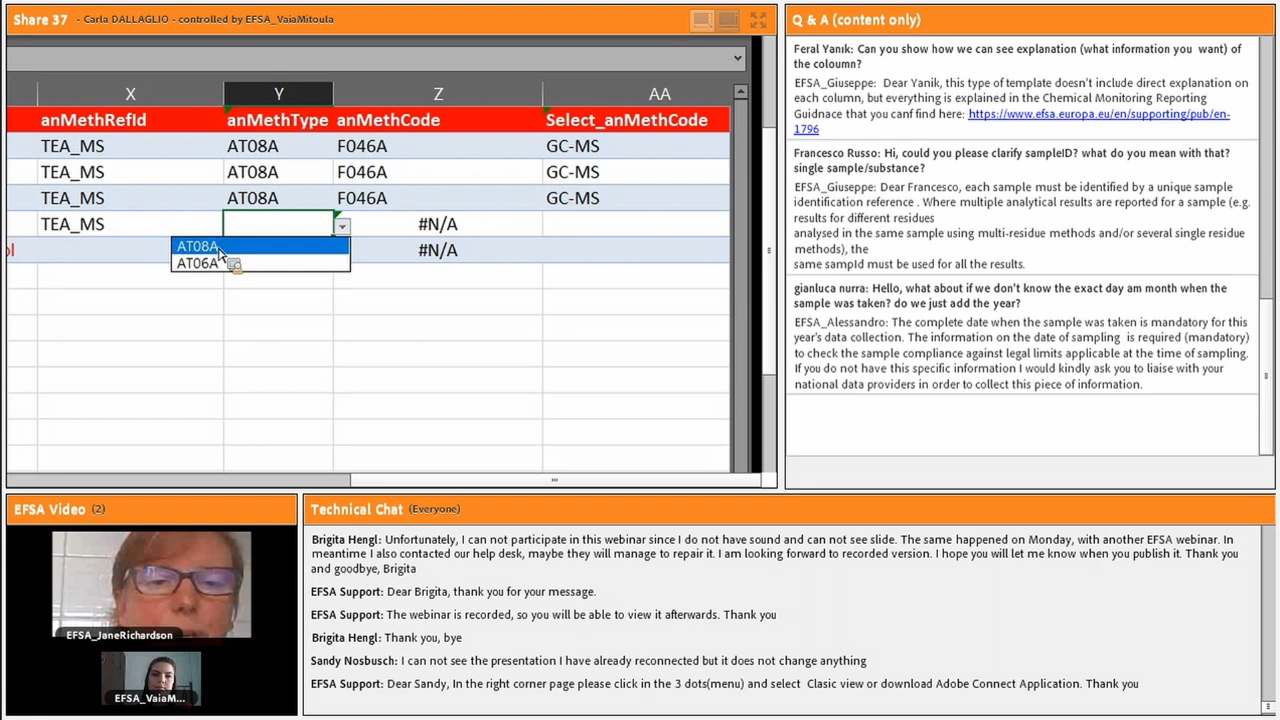 Share 37 - Carla DALLAGLIO - controlled by EFSA_VaiaMitoula
X Y Z AA
anMethRefId anMethType anMethCode Select_anMethCode
TEA_MS AT08A F046A GC-MS
TEA_MS AT08A F046A GC-MS
TEA_MS AT08A F046A GC-MS
TEA_MS #N/A
ol #N/A
AT08A
AT06A
Q & A (content only)
Feral Yanık: Can you show how we can see explanation (what information you want) of
the coloumn?
EFSA_Giuseppe: Dear Yanik, this type of template doesn't include direct explanation on
each column, but everything is explained in the Chemical Monitoring Reporting
Guidnace that you canf find here: https://www.efsa.europa.eu/en/supporting/pub/en-
1796
Francesco Russo: Hi, could you please clarify sampleID? what do you mean with that?
single sample/substance?
EFSA_Giuseppe: Dear Francesco, each sample must be identified by a unique sample
identification reference . Where multiple analytical results are reported for a sample (e.g.
results for different residues
analysed in the same sample using multi-residue methods and/or several single residue
methods), the
same sampId must be used for all the results.
gianluca nurra: Hello, what about if we don't know the exact day am month when the
sample was taken? do we just add the year?
EFSA_Alessandro: The complete date when the sample was taken is mandatory for this
year's data collection. The information on the date of sampling is required (mandatory)
to check the sample compliance against legal limits applicable at the time of sampling.
If you do not have this specific information I would kindly ask you to liaise with your
national data providers in order to collect this piece of information.
EFSA Video (2)
EFSA_JaneRichardson
EFSA_VaiaM...
Technical Chat (Everyone)
Brigita Hengl: Unfortunately, I can not participate in this webinar since I do not have sound and can not see slide. The same happened on Monday, with another EFSA webinar. In
meantime I also contacted our help desk, maybe they will manage to repair it. I am looking forward to recorded version. I hope you will let me know when you publish it. Thank you
and goodbye, Brigita
EFSA Support: Dear Brigita, thank you for your message.
EFSA Support: The webinar is recorded, so you will be able to view it afterwards. Thank you
Brigita Hengl: Thank you, bye
Sandy Nosbusch: I can not see the presentation I have already reconnected but it does not change anything
EFSA Support: Dear Sandy, In the right corner page please click in the 3 dots(menu) and select Clasic view or download Adobe Connect Application. Thank you